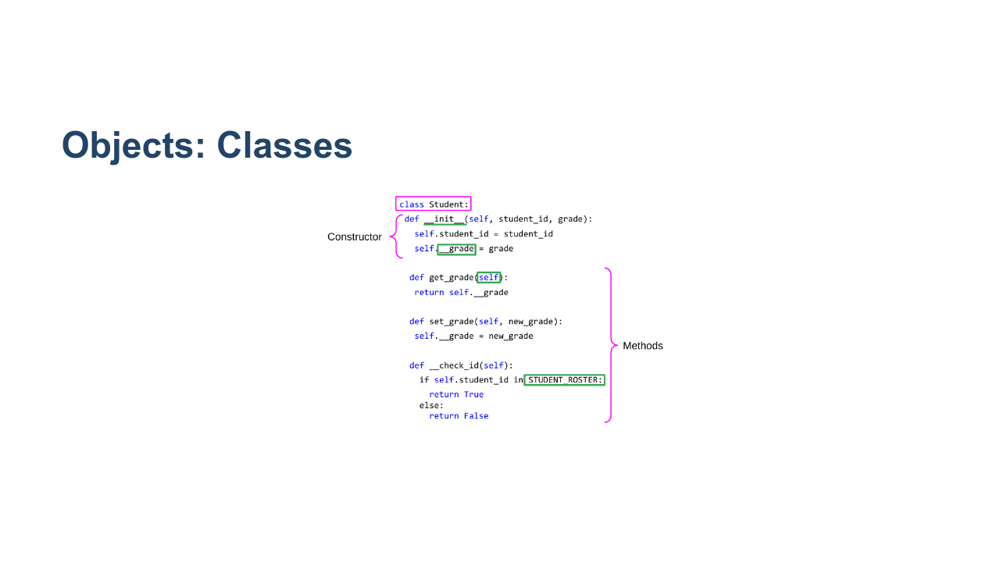 Objects: Classes
class Student:
def __init__(self, student_id, grade):
Constructor
self.student_id = student_id
self.__grade = grade
def get_grade(self):
return self.__grade
def set_grade(self, new_grade):
self.__grade = new_grade
Methods
def __check_id(self):
if self.student_id in STUDENT_ROSTER:
return True
else:
return False